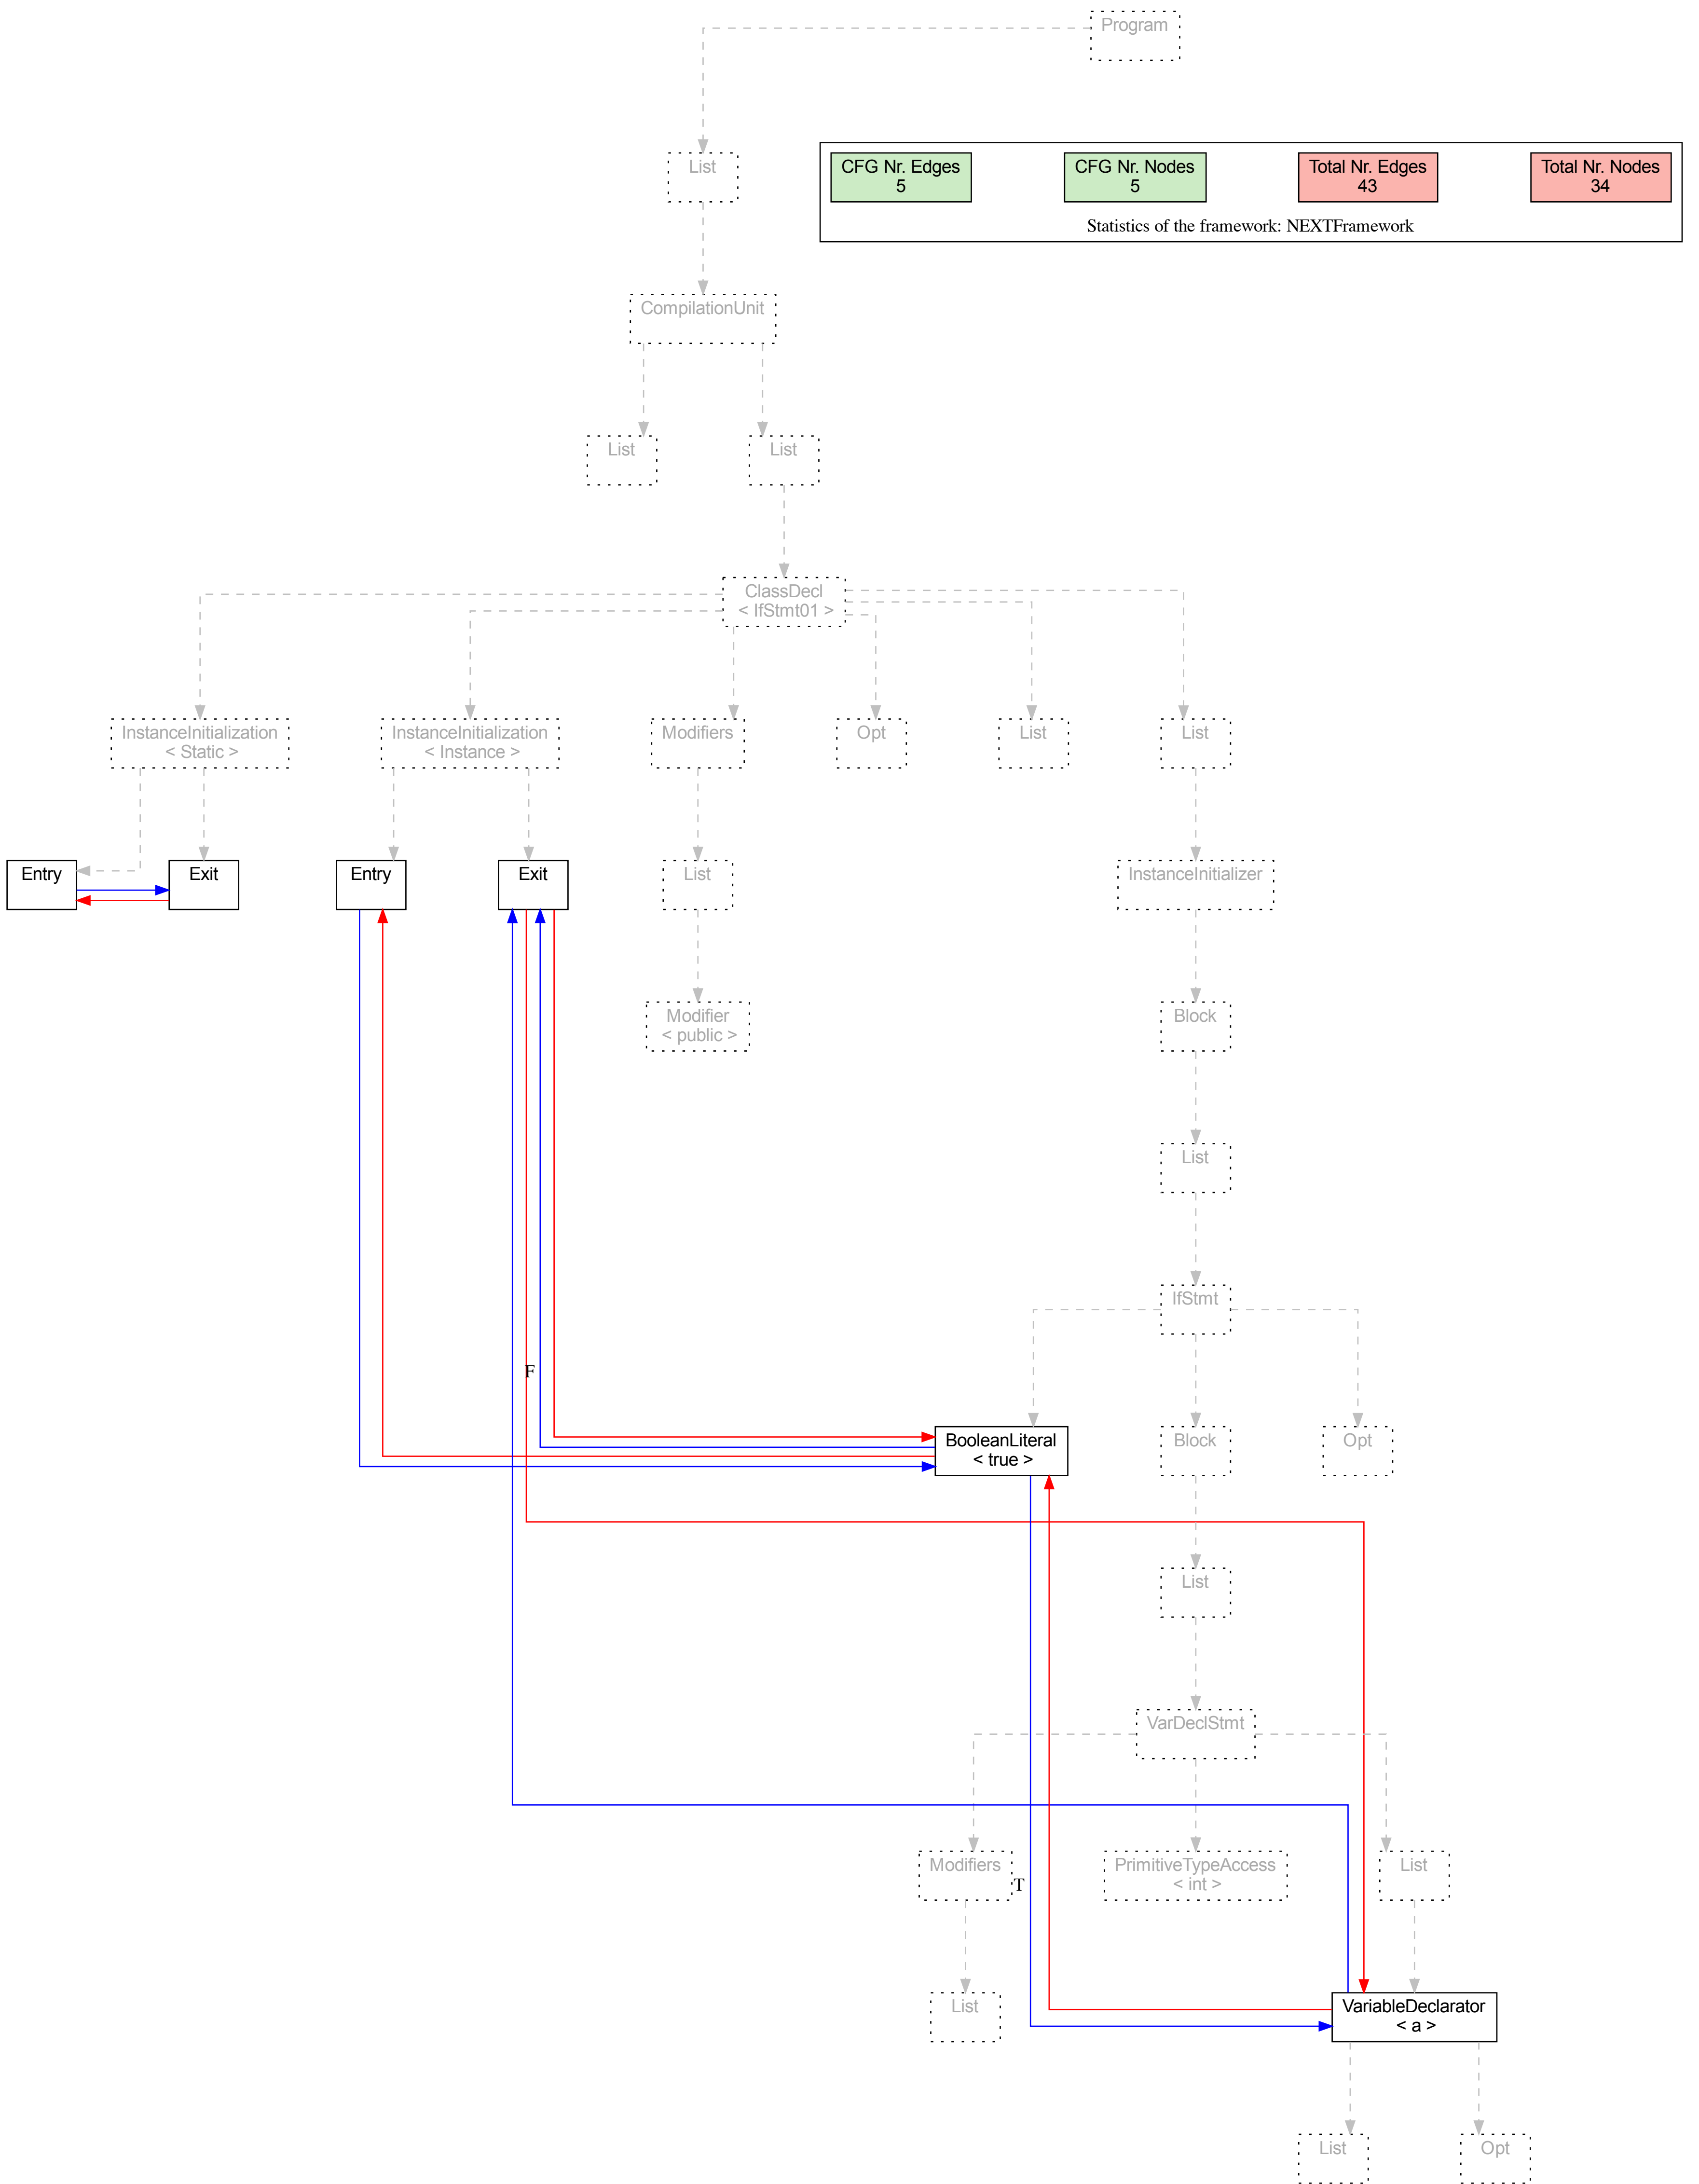 Program
List
CFG Nr. Edges
5
CFG Nr. Nodes
5
Total Nr. Edges
43
Total Nr. Nodes
34
Statistics of the framework: NEXTFramework
CompilationUnit
List
List
ClassDecl
< IfStmt01 >
InstanceInitialization
< Static >
InstanceInitialization
< Instance >
Modifiers
Opt
List
List
Entry
Exit
Entry
Exit
List
InstanceInitializer
Modifier
< public >
Block
List
IfStmt
F
BooleanLiteral
< true >
Block
Opt
List
VarDeclStmt
Modifiers
T
PrimitiveTypeAccess
< int >
List
List
VariableDeclarator
< a >
List
Opt